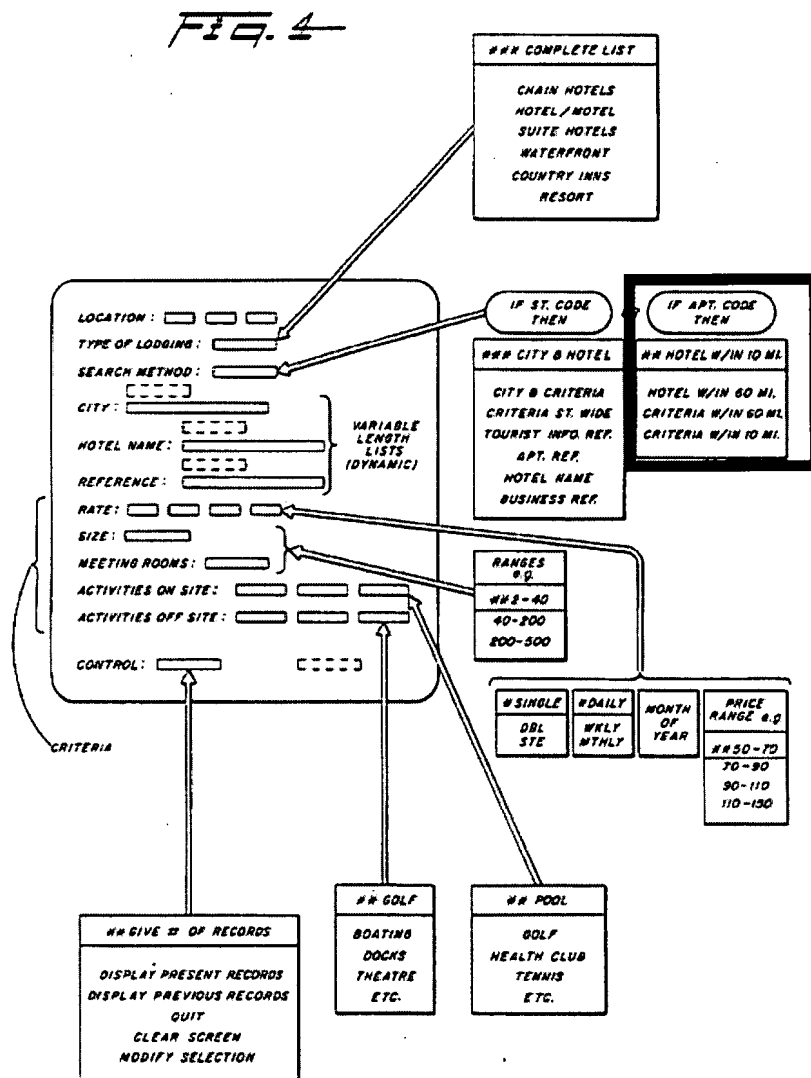 FIG. 4
### COMPLETE LIST
CHAIN HOTELS
HOTEL/MOTEL
SUITE HOTELS
WATERFRONT
COUNTRY INNS
RESORT
IF ST. CODE
THEN
IF APT. CODE
THEN
### CITY & HOTEL
CITY & CRITERIA
CRITERIA ST. WIDE
TOURIST INFO. REF.
APT. REF.
HOTEL NAME
BUSINESS REF.
## HOTEL W/IN 10 MI.
HOTEL W/IN 60 MI.
CRITERIA W/IN 60 MI.
CRITERIA W/IN 10 MI.
LOCATION:
TYPE OF LODGING:
SEARCH METHOD:
CITY:
HOTEL NAME:
REFERENCE:
VARIABLE
LENGTH
LISTS
(DYNAMIC)
RATE:
SIZE:
MEETING ROOMS:
ACTIVITIES ON SITE:
ACTIVITIES OFF SITE:
CONTROL:
CRITERIA
RANGES
e.g.
##2-40
40-200
200-500
#SINGLE
DBL
STE
#DAILY
WKLY
MTHLY
MONTH
OF
YEAR
PRICE
RANGE e.g
##50-70
70-90
90-110
110-150
## GIVE # OF RECORDS
DISPLAY PRESENT RECORDS
DISPLAY PREVIOUS RECORDS
QUIT
CLEAR SCREEN
MODIFY SELECTION
## GOLF
BOATING
DOCKS
THEATRE
ETC.
## POOL
GOLF
HEALTH CLUB
TENNIS
ETC.